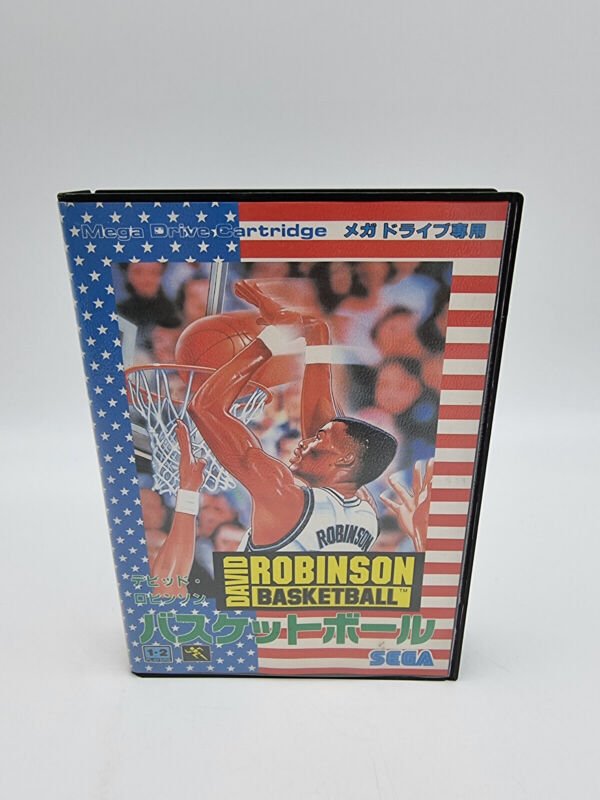 Mega Drive Cartridge メガドライブ専用
ROBINSON
DAVID
ROBINSON
BASKETBALL™
デビッド・
ロビンソン
バスケットボール
1・2
SEGA